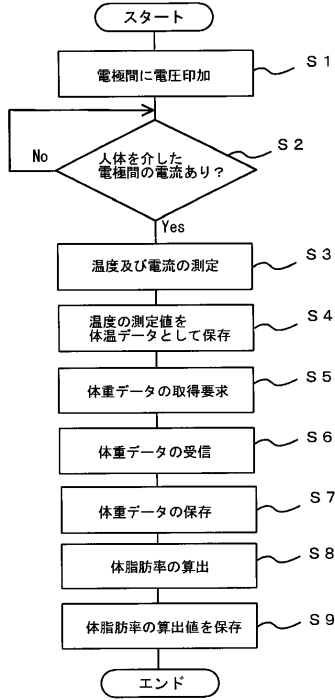 スタート
電極間に電圧印加
S1
人体を介した
電極間の電流あり?
S2
No
Yes
温度及び電流の測定
S3
温度の測定値を
体温データとして保存
S4
体重データの取得要求
S5
体重データの受信
S6
体重データの保存
S7
体脂肪率の算出
S8
体脂肪率の算出値を保存
S9
エンド